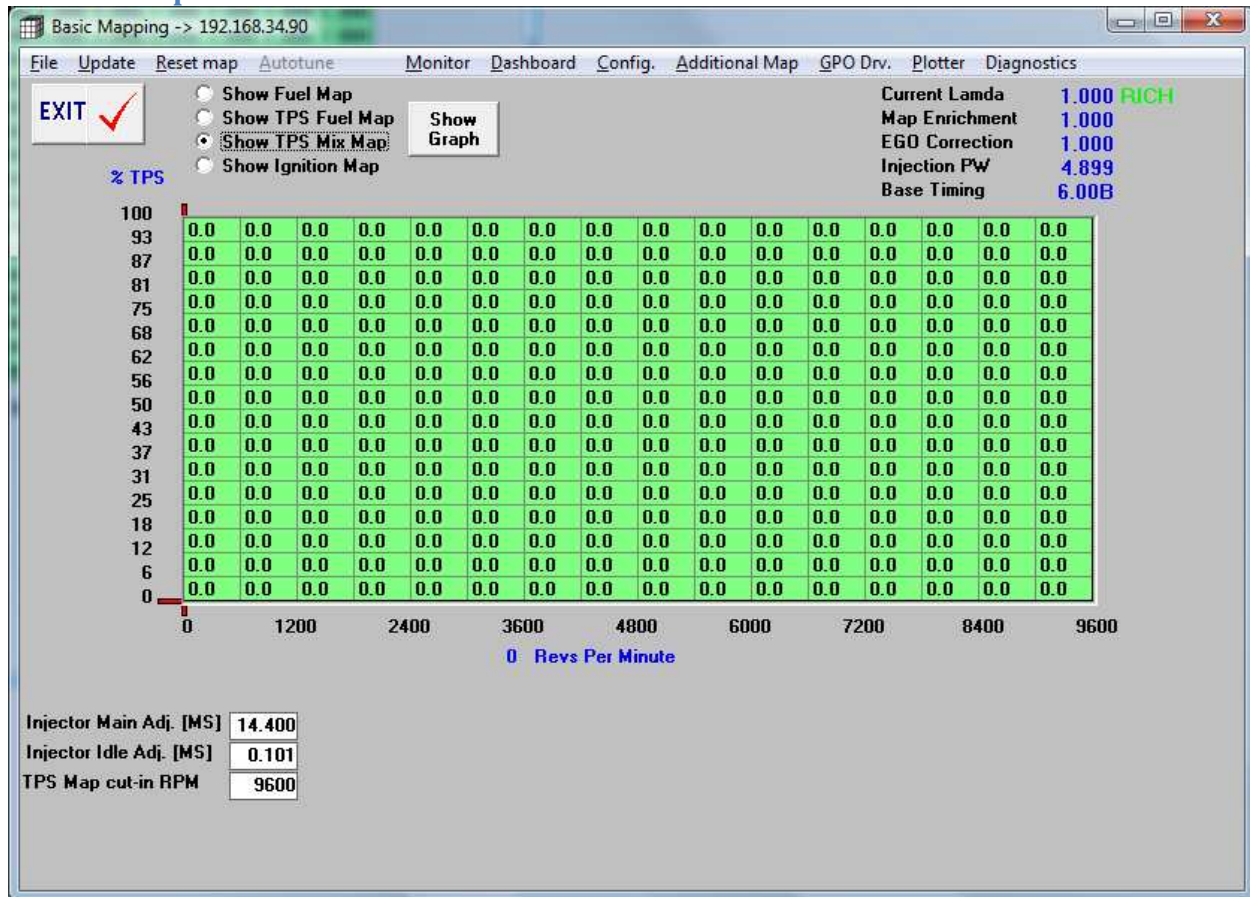 Basic Mapping -> 192.168.34.90
File Update Reset map Autotune Monitor Dashboard Config. Additional Map GPO Drv. Plotter Diagnostics
EXIT
Show Fuel Map
Show TPS Fuel Map
Show TPS Mix Map
Show Ignition Map
Show
Graph
Current Lamda 1.000 RICH
Map Enrichment 1.000
EGO Correction 1.000
Injection PW 4.899
Base Timing 6.00B
% TPS
100
0.0 0.0 0.0 0.0 0.0 0.0 0.0 0.0 0.0 0.0 0.0 0.0 0.0 0.0 0.0 0.0
93
0.0 0.0 0.0 0.0 0.0 0.0 0.0 0.0 0.0 0.0 0.0 0.0 0.0 0.0 0.0 0.0
87
0.0 0.0 0.0 0.0 0.0 0.0 0.0 0.0 0.0 0.0 0.0 0.0 0.0 0.0 0.0 0.0
81
0.0 0.0 0.0 0.0 0.0 0.0 0.0 0.0 0.0 0.0 0.0 0.0 0.0 0.0 0.0 0.0
75
0.0 0.0 0.0 0.0 0.0 0.0 0.0 0.0 0.0 0.0 0.0 0.0 0.0 0.0 0.0 0.0
68
0.0 0.0 0.0 0.0 0.0 0.0 0.0 0.0 0.0 0.0 0.0 0.0 0.0 0.0 0.0 0.0
62
0.0 0.0 0.0 0.0 0.0 0.0 0.0 0.0 0.0 0.0 0.0 0.0 0.0 0.0 0.0 0.0
56
0.0 0.0 0.0 0.0 0.0 0.0 0.0 0.0 0.0 0.0 0.0 0.0 0.0 0.0 0.0 0.0
50
0.0 0.0 0.0 0.0 0.0 0.0 0.0 0.0 0.0 0.0 0.0 0.0 0.0 0.0 0.0 0.0
43
0.0 0.0 0.0 0.0 0.0 0.0 0.0 0.0 0.0 0.0 0.0 0.0 0.0 0.0 0.0 0.0
37
0.0 0.0 0.0 0.0 0.0 0.0 0.0 0.0 0.0 0.0 0.0 0.0 0.0 0.0 0.0 0.0
31
0.0 0.0 0.0 0.0 0.0 0.0 0.0 0.0 0.0 0.0 0.0 0.0 0.0 0.0 0.0 0.0
25
0.0 0.0 0.0 0.0 0.0 0.0 0.0 0.0 0.0 0.0 0.0 0.0 0.0 0.0 0.0 0.0
18
0.0 0.0 0.0 0.0 0.0 0.0 0.0 0.0 0.0 0.0 0.0 0.0 0.0 0.0 0.0 0.0
12
0.0 0.0 0.0 0.0 0.0 0.0 0.0 0.0 0.0 0.0 0.0 0.0 0.0 0.0 0.0 0.0
6
0.0 0.0 0.0 0.0 0.0 0.0 0.0 0.0 0.0 0.0 0.0 0.0 0.0 0.0 0.0 0.0
0
0 1200 2400 3600 4800 6000 7200 8400 9600
0 Revs Per Minute
Injector Main Adj. [MS] 14.400
Injector Idle Adj. [MS] 0.101
TPS Map cut-in RPM 9600